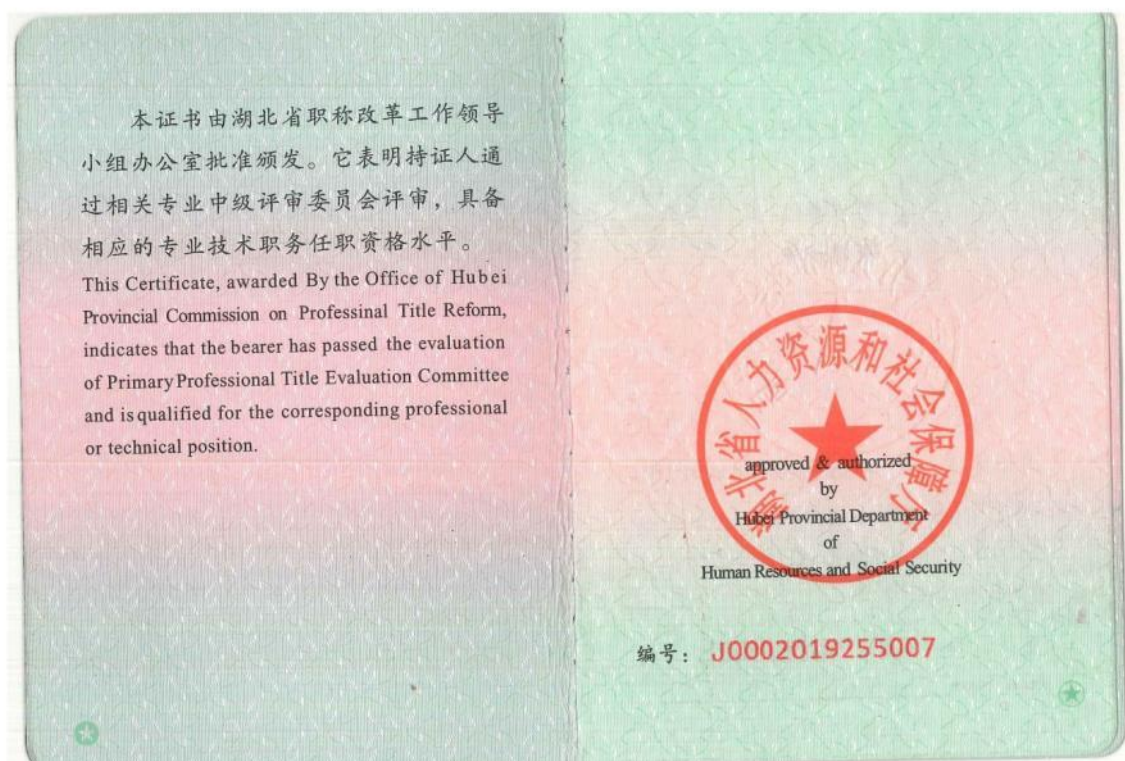 本证书由湖北省职称改革工作领导
小组办公室批准颁发。它表明持证人通
过相关专业中级评审委员会评审，具备
相应的专业技术职务任职资格水平。
This Certificate, awarded By the Office of Hubei
Provincial Commission on Professinal Title Reform,
indicates that the bearer has passed the evaluation
of Primary Professional Title Evaluation Committee
and is qualified for the corresponding professional
or technical position.
湖北省人力资源和社会保障厅
approved & authorized
by
Hubei Provincial Department
of
Human Resources and Social Security
编号：J0002019255007